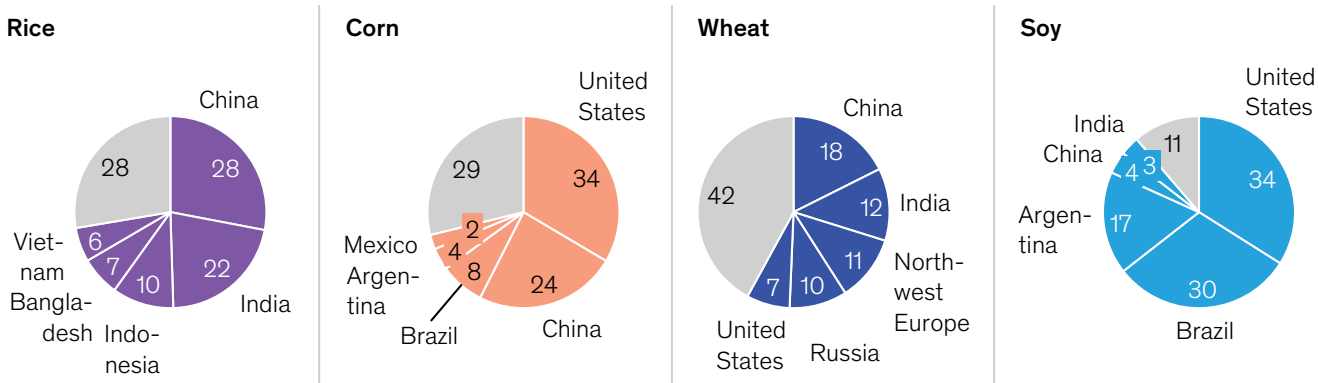 Rice
China
28
28
22
10
7
6
India
Viet-
nam
Bangla-
desh
Indo-
nesia
Corn
United
States
29
34
2
4
8
24
Mexico
Argen-
tina
Brazil
China
Wheat
China
42
18
12
India
11
10
7
North-
west
Europe
United
States
Russia
Soy
United
States
India
China
11
3
4
34
Argen-
tina
17
30
Brazil